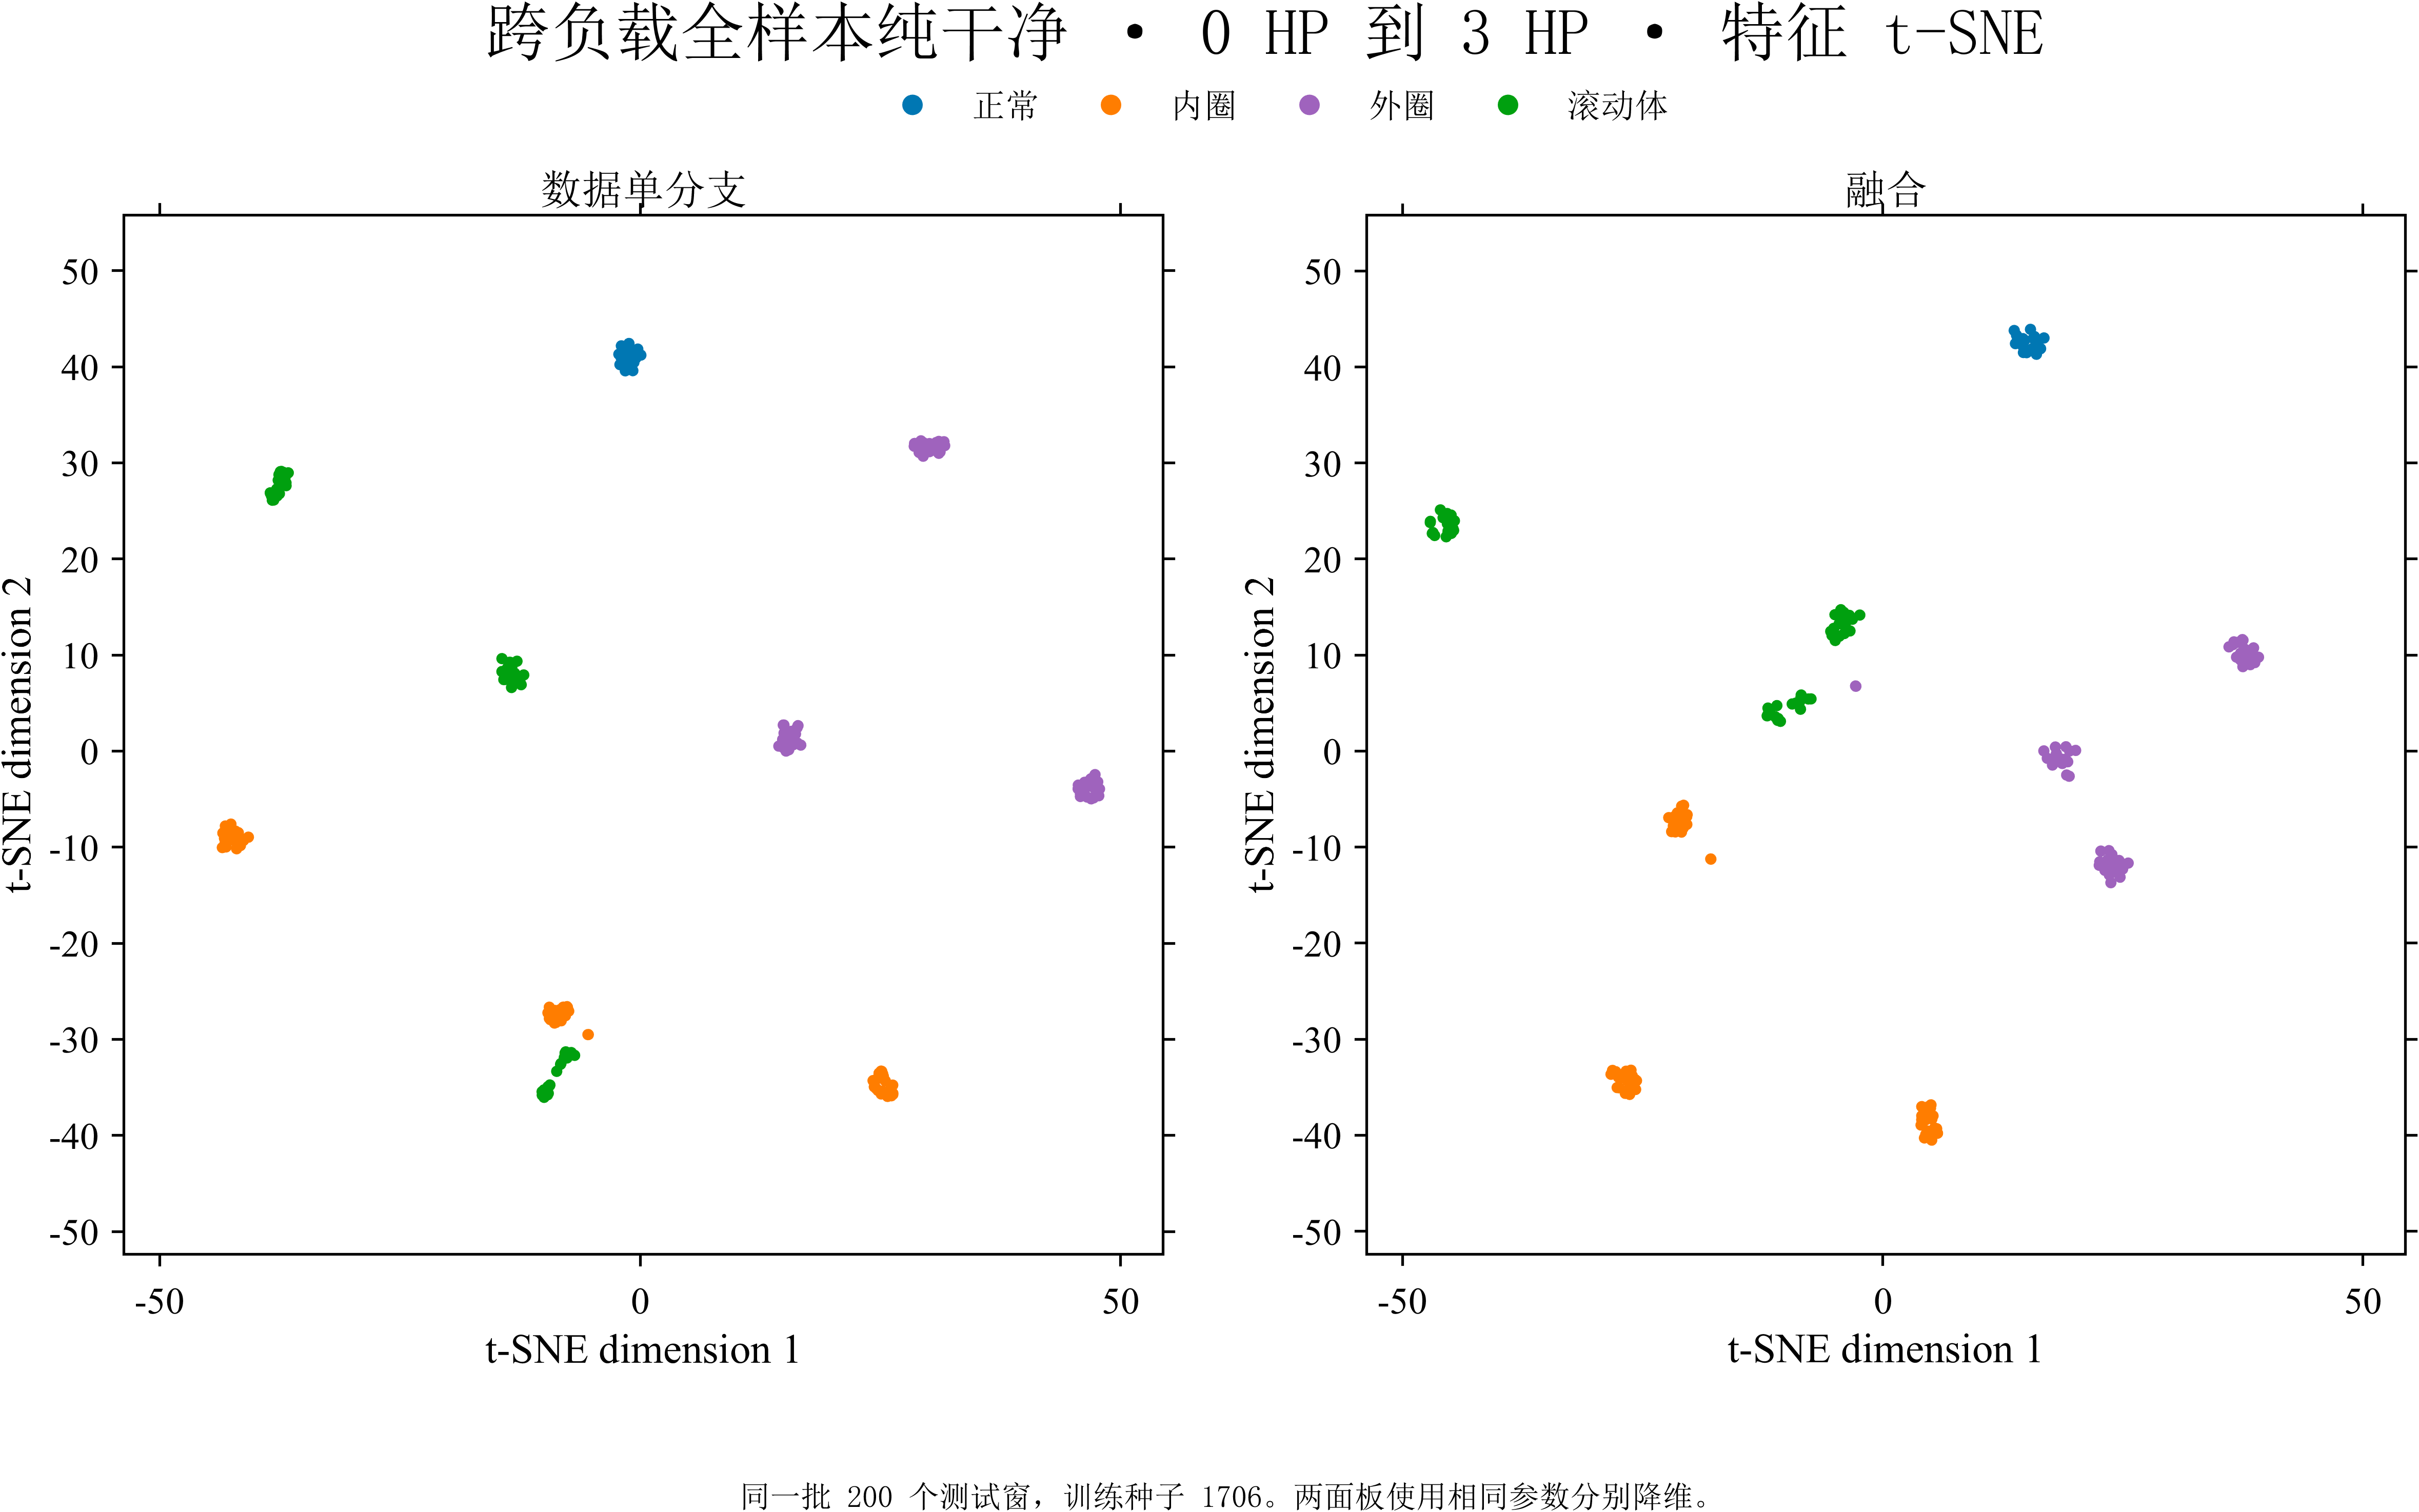 跨负载全样本纯干净 · 0 HP 到 3 HP · 特征 t-SNE
正常 内圈 外圈 滚动体
数据单分支
50
40
30
20
10
0
-10
-20
-30
-40
-50
t-SNE dimension 2
-50 0 50
t-SNE dimension 1
融合
50
40
30
20
10
0
-10
-20
-30
-40
-50
t-SNE dimension 2
-50 0 50
t-SNE dimension 1
同一批 200 个测试窗，训练种子 1706。两面板使用相同参数分别降维。